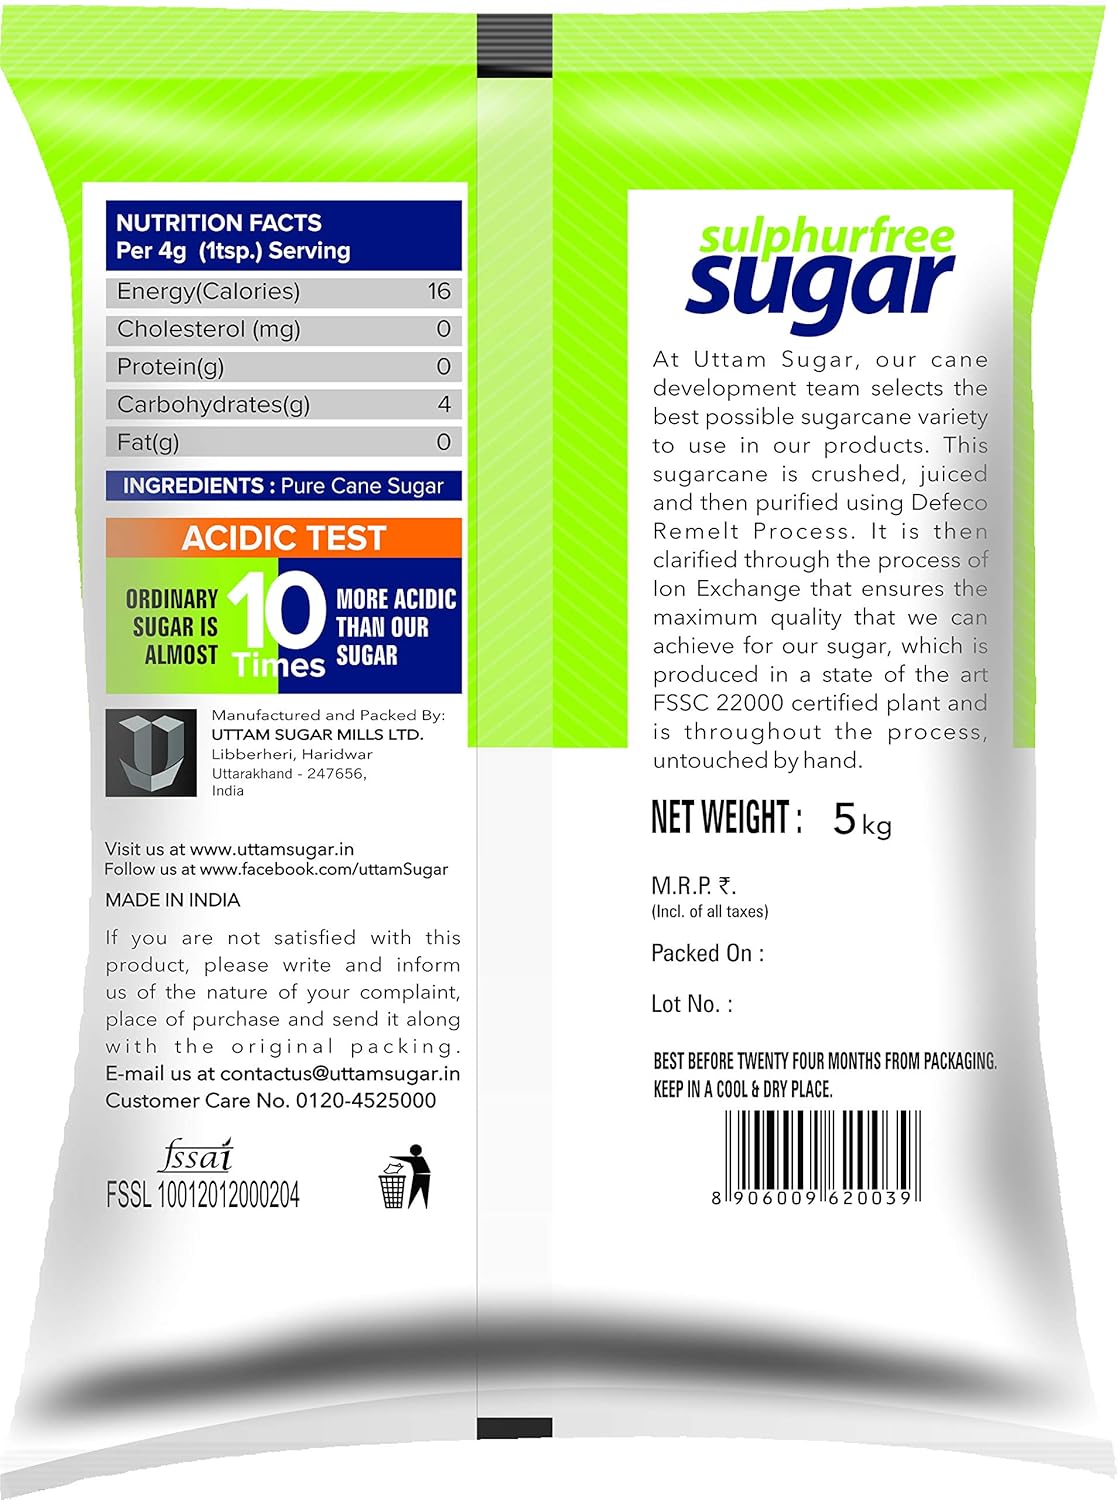 NUTRITION FACTS
Per 4g (1tsp.) Serving
Energy(Calories) 16
Cholesterol (mg) 0
Protein(g) 0
Carbohydrates(g) 4
Fat(g) 0
INGREDIENTS : Pure Cane Sugar
ACIDIC TEST
ORDINARY
SUGAR IS
ALMOST
10
Times
MORE ACIDIC
THAN OUR
SUGAR
Manufactured and Packed By:
UTTAM SUGAR MILLS LTD.
Libberheri, Haridwar
Uttarakhand - 247656,
India
Visit us at www.uttamsugar.in
Follow us at www.facebook.com/uttamSugar
MADE IN INDIA
If you are not satisfied with this
product, please write and inform
us of the nature of your complaint,
place of purchase and send it along
with the original packing.
E-mail us at contactus@uttamsugar.in
Customer Care No. 0120-4525000
fssai
FSSL 10012012000204
sulphurfree
sugar
At Uttam Sugar, our cane
development team selects the
best possible sugarcane variety
to use in our products. This
sugarcane is crushed, juiced
and then purified using Defeco
Remelt Process. It is then
clarified through the process of
Ion Exchange that ensures the
maximum quality that we can
achieve for our sugar, which is
produced in a state of the art
FSSC 22000 certified plant and
is throughout the process,
untouched by hand.
NET WEIGHT : 5 kg
M.R.P. ₹.
(Incl. of all taxes)
Packed On :
Lot No. :
BEST BEFORE TWENTY FOUR MONTHS FROM PACKAGING.
KEEP IN A COOL & DRY PLACE.
8 906009 620039